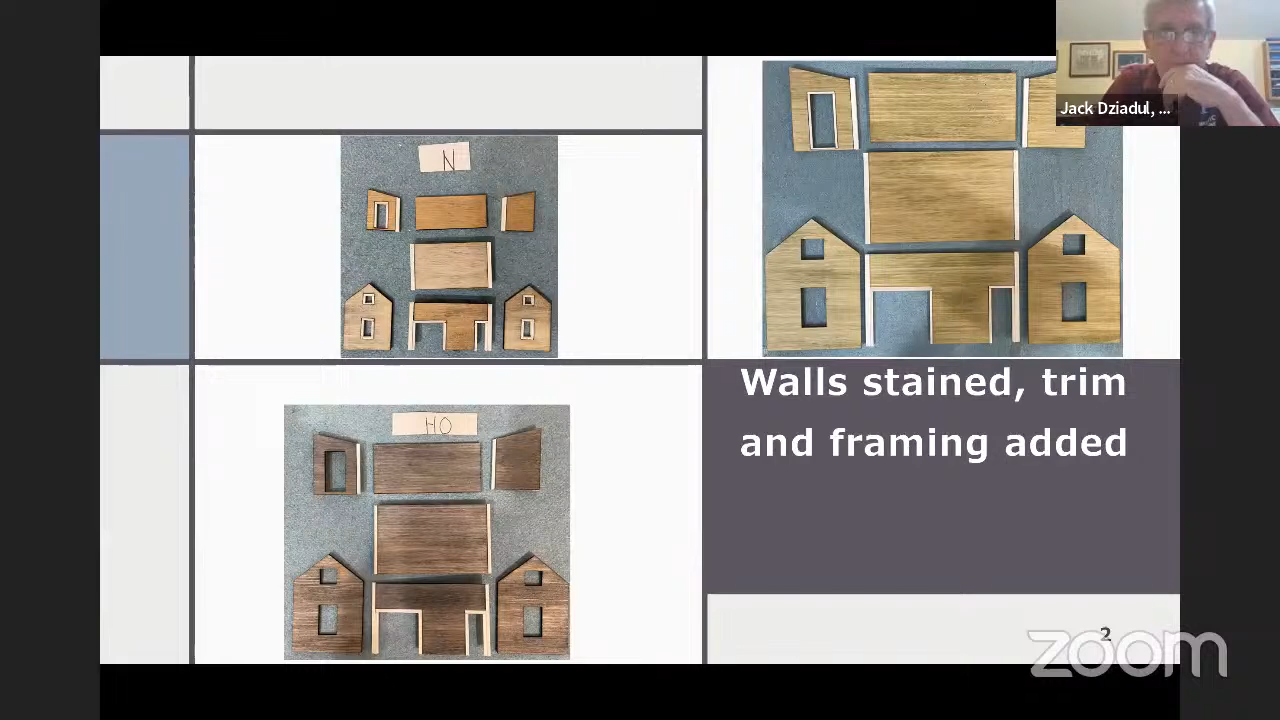 Jack Dziadul, ...
N
HO
Walls stained, trim
and framing added
2
zoom